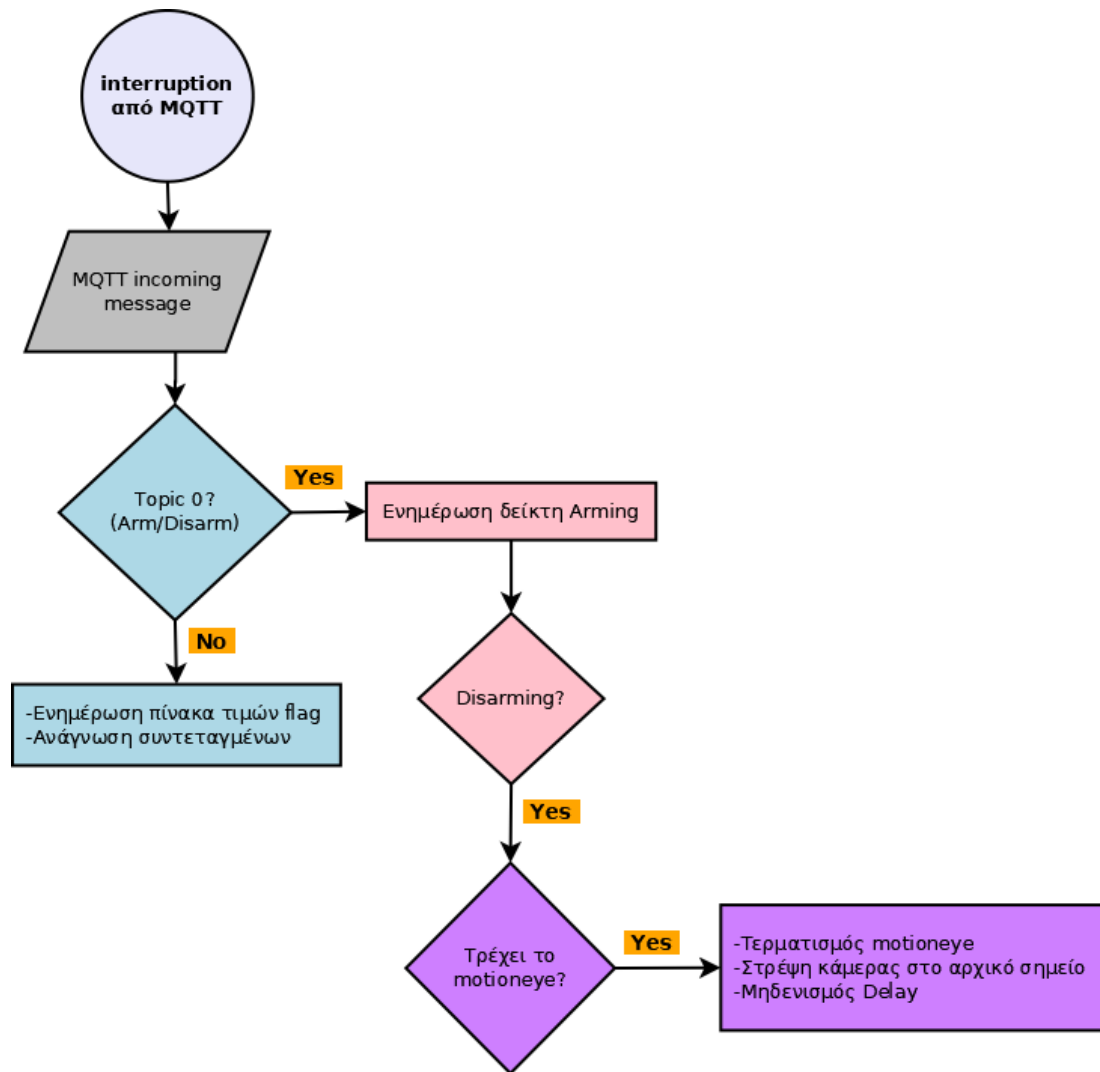 interruption
από MQTT
MQTT incoming
message
Topic 0?
(Arm/Disarm)
Yes
Ενημέρωση δείκτη Arming
No
-Ενημέρωση πίνακα τιμών flag
-Ανάγνωση συντεταγμένων
Disarming?
Yes
Τρέχει το
motioneye?
Yes
-Τερματισμός motioneye
-Στρέψη κάμερας στο αρχικό σημείο
-Μηδενισμός Delay